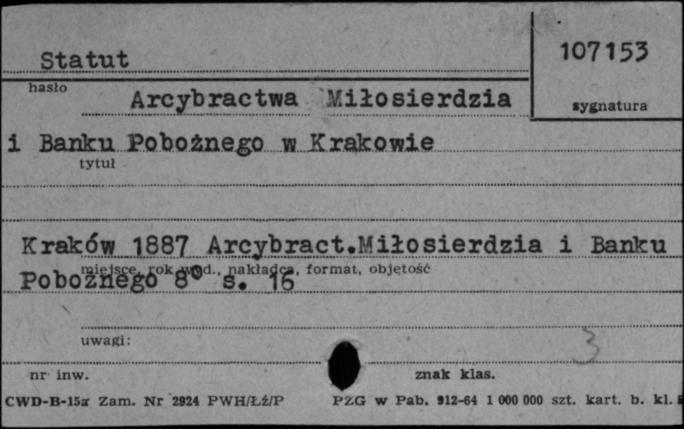 Statut
107153
hasło
Arcybractwa Miłosierdzia
sygnatura
i Banku Pobożnego w Krakowie
tytuł
Kraków 1887 Arcybract.Miłosierdzia i Banku
miejsce, rok wyd., nakładca, format, objętość
Pobożnego 8° s. 16
uwagi:
3
nr inw.
znak klas.
CWD-B-15a Zam. Nr 2924 PWH/Łź/P
PZG w Pab. 912-64 1 000 000 szt. kart. b. kl.